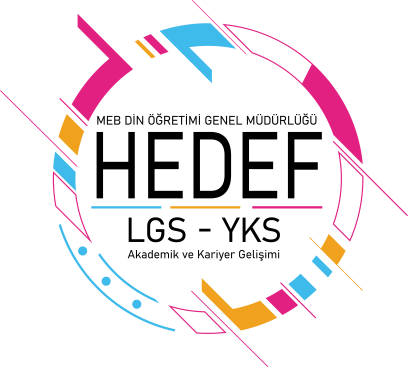 MEB DİN ÖĞRETİMİ GENEL MÜDÜRLÜĞÜ
HEDEF
LGS - YKS
Akademik ve Kariyer Gelişimi